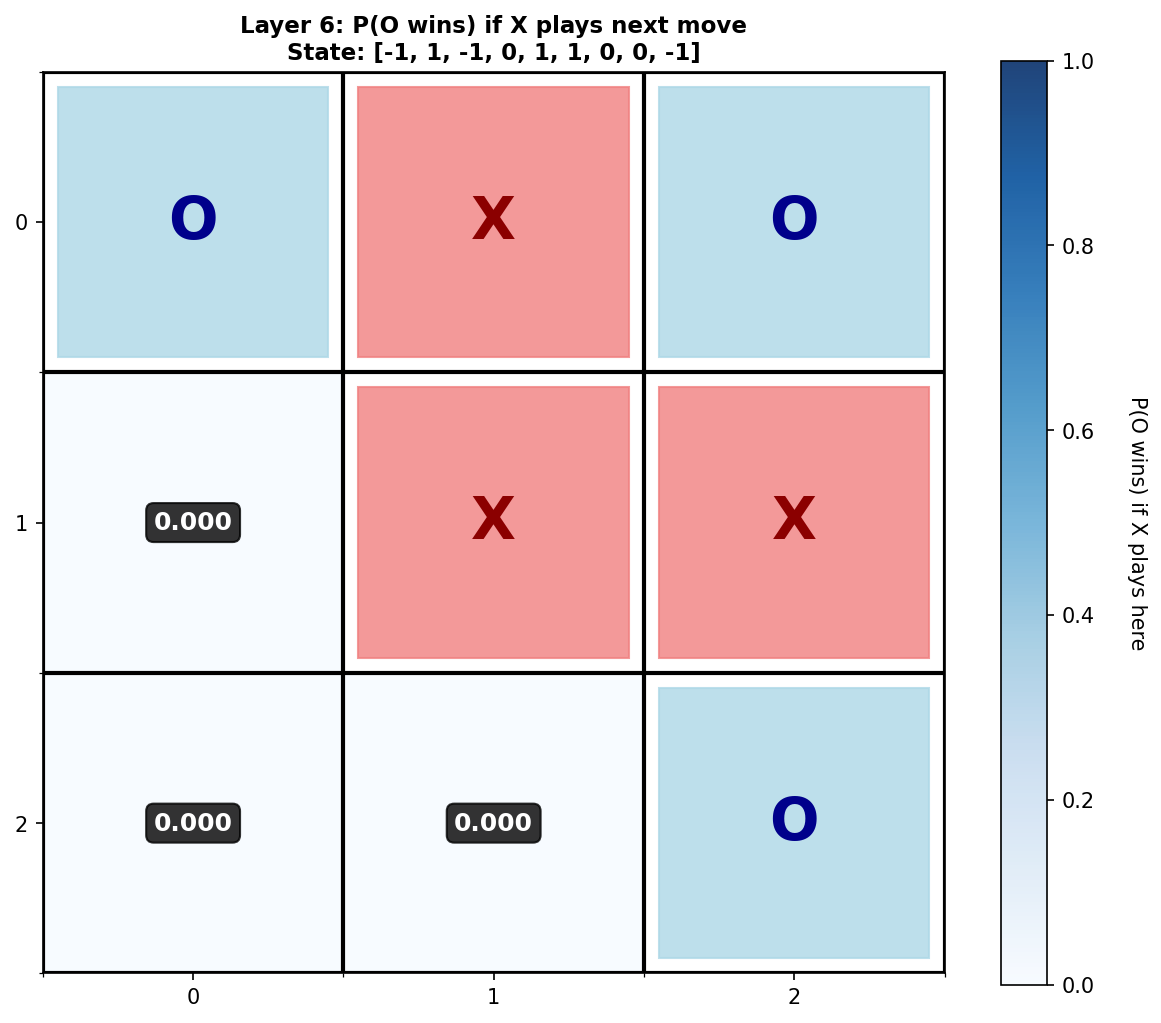 Layer 6: P(O wins) if X plays next move
State: [-1, 1, -1, 0, 1, 1, 0, 0, -1]
0
O
X
O
1
0.000
X
X
2
0.000
0.000
O
0
1
2
1.0
0.8
0.6
0.4
0.2
0.0
P(O wins) if X plays here